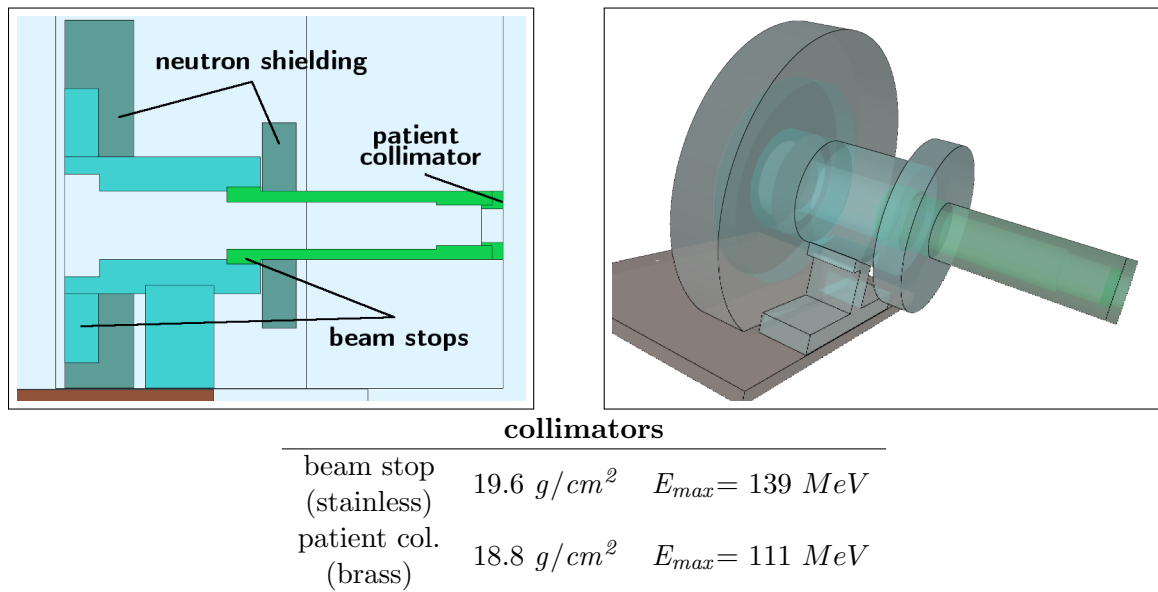 neutron shielding
patient
collimator
beam stops
collimators
beam stop
(stainless) 19.6 g/cm² E_max= 139 MeV
patient col.
(brass) 18.8 g/cm² E_max= 111 MeV